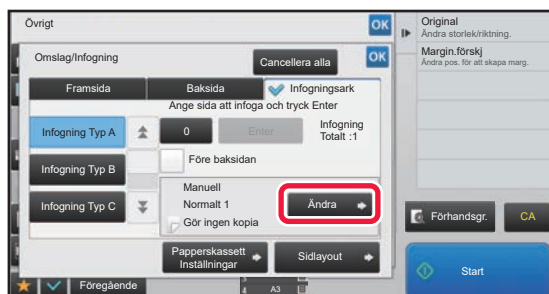 Övrigt
OK
Omslag/Infogning
Cancellera alla
OK
Framsida
Baksida
Infogningsark
Ange sida att infoga och tryck Enter
Infogning Typ A
0
Enter
Infogning
Totalt :1
Infogning Typ B
Före baksidan
Infogning Typ C
Manuell
Normalt 1
Gör ingen kopia
Ändra
Papperskassett
Inställningar
Sidlayout
Föregående
4
A3
Original
Ändra storlek/riktning.
Margin.förskj
Ändra pos. för att skapa marg.
Förhandsgr.
CA
Start